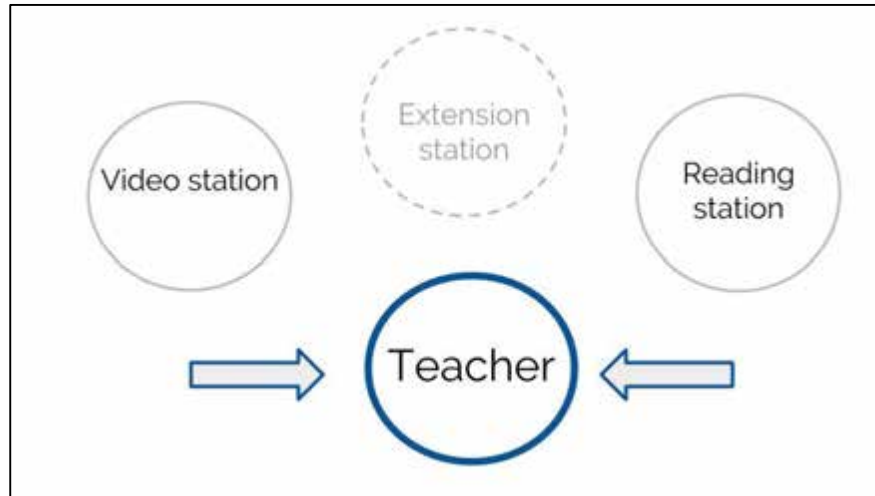 Extension
station
Video station
Reading
station
Teacher